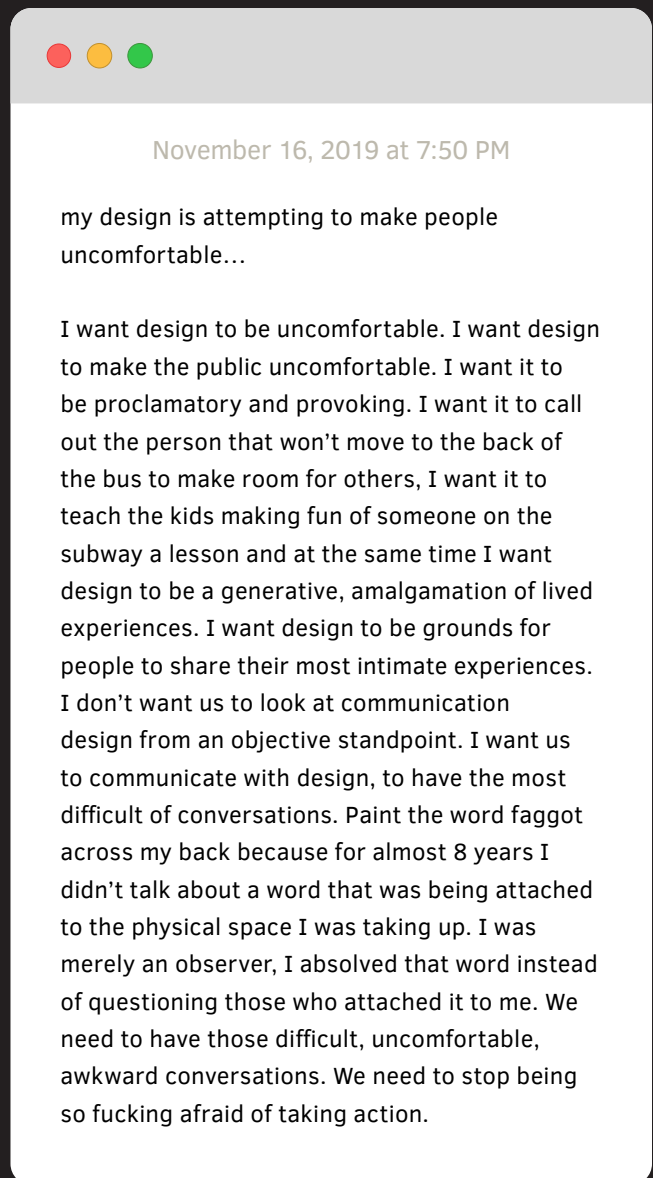 November 16, 2019 at 7:50 PM
my design is attempting to make people
uncomfortable…
I want design to be uncomfortable. I want design
to make the public uncomfortable. I want it to
be proclamatory and provoking. I want it to call
out the person that won’t move to the back of
the bus to make room for others, I want it to
teach the kids making fun of someone on the
subway a lesson and at the same time I want
design to be a generative, amalgamation of lived
experiences. I want design to be grounds for
people to share their most intimate experiences.
I don’t want us to look at communication
design from an objective standpoint. I want us
to communicate with design, to have the most
difficult of conversations. Paint the word faggot
across my back because for almost 8 years I
didn’t talk about a word that was being attached
to the physical space I was taking up. I was
merely an observer, I absolved that word instead
of questioning those who attached it to me. We
need to have those difficult, uncomfortable,
awkward conversations. We need to stop being
so fucking afraid of taking action.